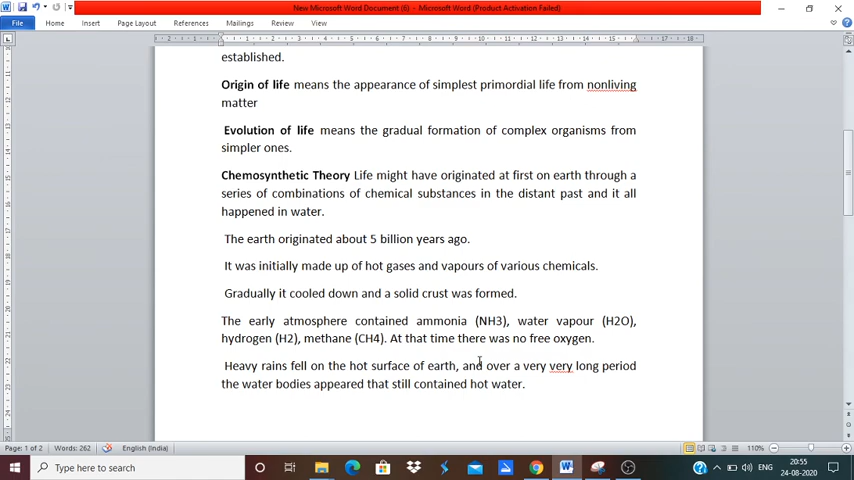 New Microsoft Word Document (6) - Microsoft Word (Product Activation Failed)
File Home Insert Page Layout References Mailings Review View
established.
Origin of life means the appearance of simplest primordial life from nonliving
matter
Evolution of life means the gradual formation of complex organisms from
simpler ones.
Chemosynthetic Theory Life might have originated at first on earth through a
series of combinations of chemical substances in the distant past and it all
happened in water.
The earth originated about 5 billion years ago.
It was initially made up of hot gases and vapours of various chemicals.
Gradually it cooled down and a solid crust was formed.
The early atmosphere contained ammonia (NH3), water vapour (H2O),
hydrogen (H2), methane (CH4). At that time there was no free oxygen.
Heavy rains fell on the hot surface of earth, and over a very very long period
the water bodies appeared that still contained hot water.
Page: 1 of 2 Words: 262 English (India) 110%
Type here to search ENG 20:55
24-08-2020